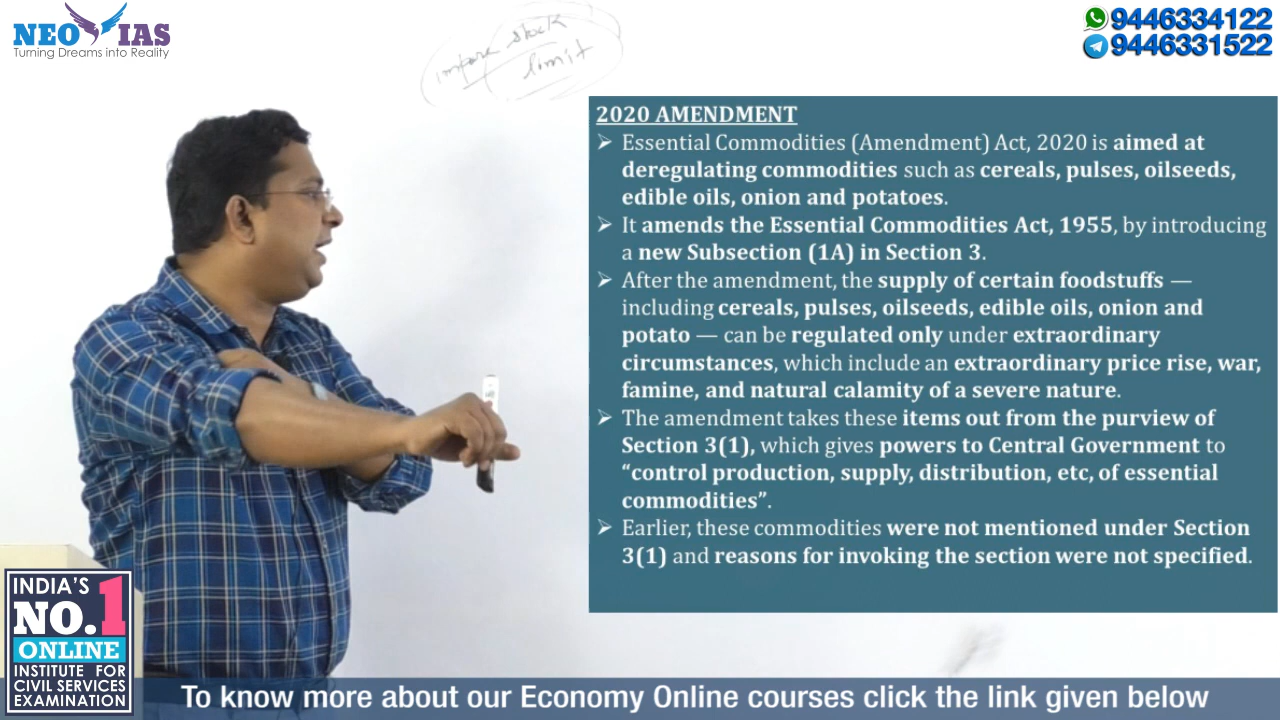 NEO IAS
Turning Dreams into Reality
impose stock
limit
9446334122
9446331522
2020 AMENDMENT
➢ Essential Commodities (Amendment) Act, 2020 is aimed at
deregulating commodities such as cereals, pulses, oilseeds,
edible oils, onion and potatoes.
➢ It amends the Essential Commodities Act, 1955, by introducing
a new Subsection (1A) in Section 3.
➢ After the amendment, the supply of certain foodstuffs —
including cereals, pulses, oilseeds, edible oils, onion and
potato — can be regulated only under extraordinary
circumstances, which include an extraordinary price rise, war,
famine, and natural calamity of a severe nature.
➢ The amendment takes these items out from the purview of
Section 3(1), which gives powers to Central Government to
“control production, supply, distribution, etc, of essential
commodities”.
➢ Earlier, these commodities were not mentioned under Section
3(1) and reasons for invoking the section were not specified.
INDIA'S
NO.1
ONLINE
INSTITUTE FOR
CIVIL SERVICES
EXAMINATION
To know more about our Economy Online courses click the link given below